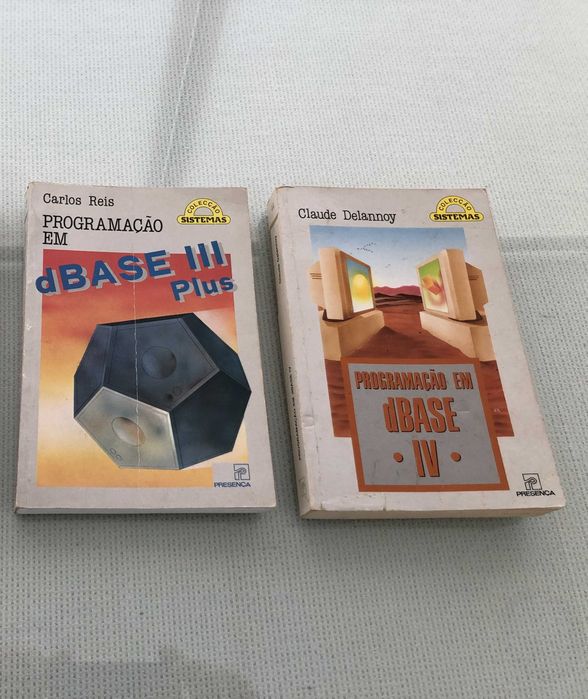 Carlos Reis
PROGRAMAÇÃO
EM
dBASE III
Plus
COLECÇÃO
SISTEMAS
PRESENÇA
Claude Delannoy
COLECÇÃO
SISTEMAS
PROGRAMAÇÃO EM
dBASE
• IV •
PRESENÇA